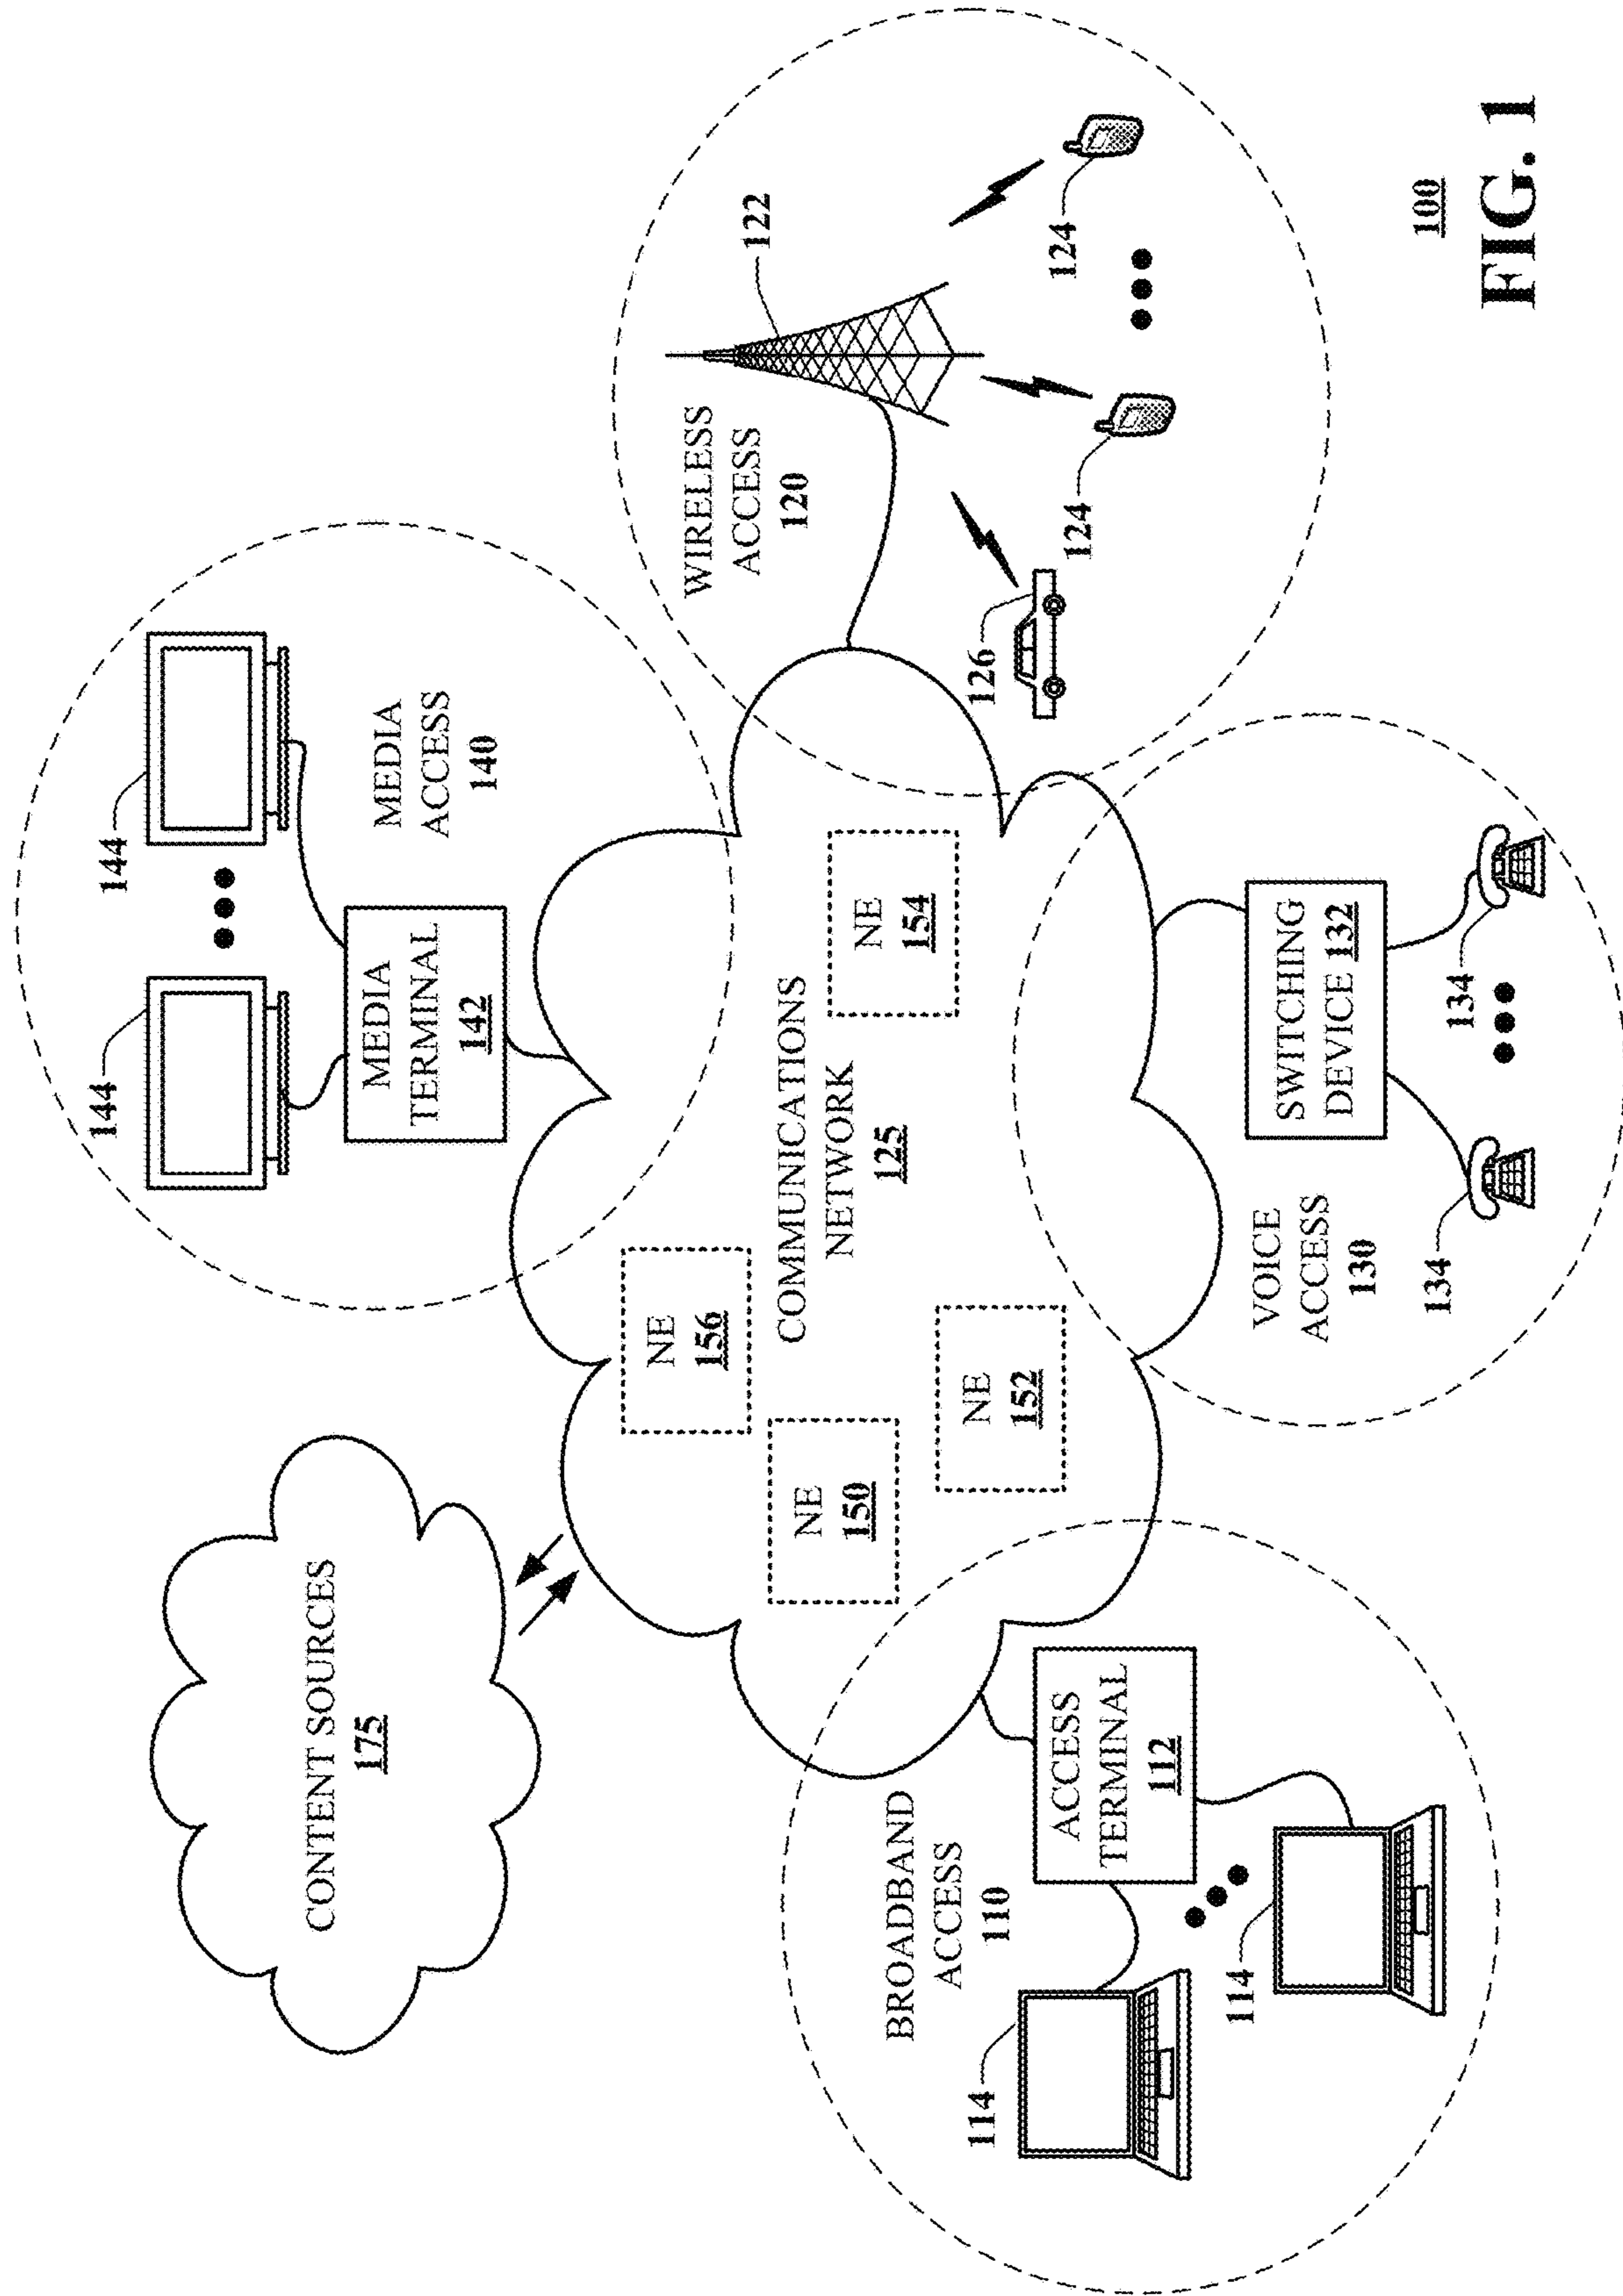 CONTENT SOURCES
175
144
144
MEDIA
TERMINAL
142
MEDIA
ACCESS
140
WIRELESS
ACCESS
120
122
NE
156
NE
150
NE
152
NE
154
COMMUNICATIONS
NETWORK
125
BROADBAND
ACCESS
110
ACCESS
TERMINAL
112
114
114
126
124
124
VOICE
ACCESS
130
SWITCHING
DEVICE 132
134
134
100
FIG. 1